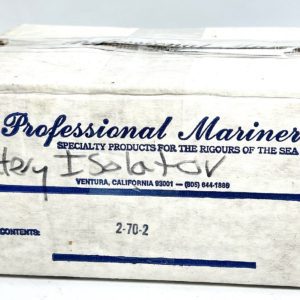 Professional Mariner
SPECIALTY PRODUCTS FOR THE RIGOURS OF THE SEA
ttery Isolator
VENTURA, CALIFORNIA 93001 — (805) 644-1886
CONTENTS: 2-70-2